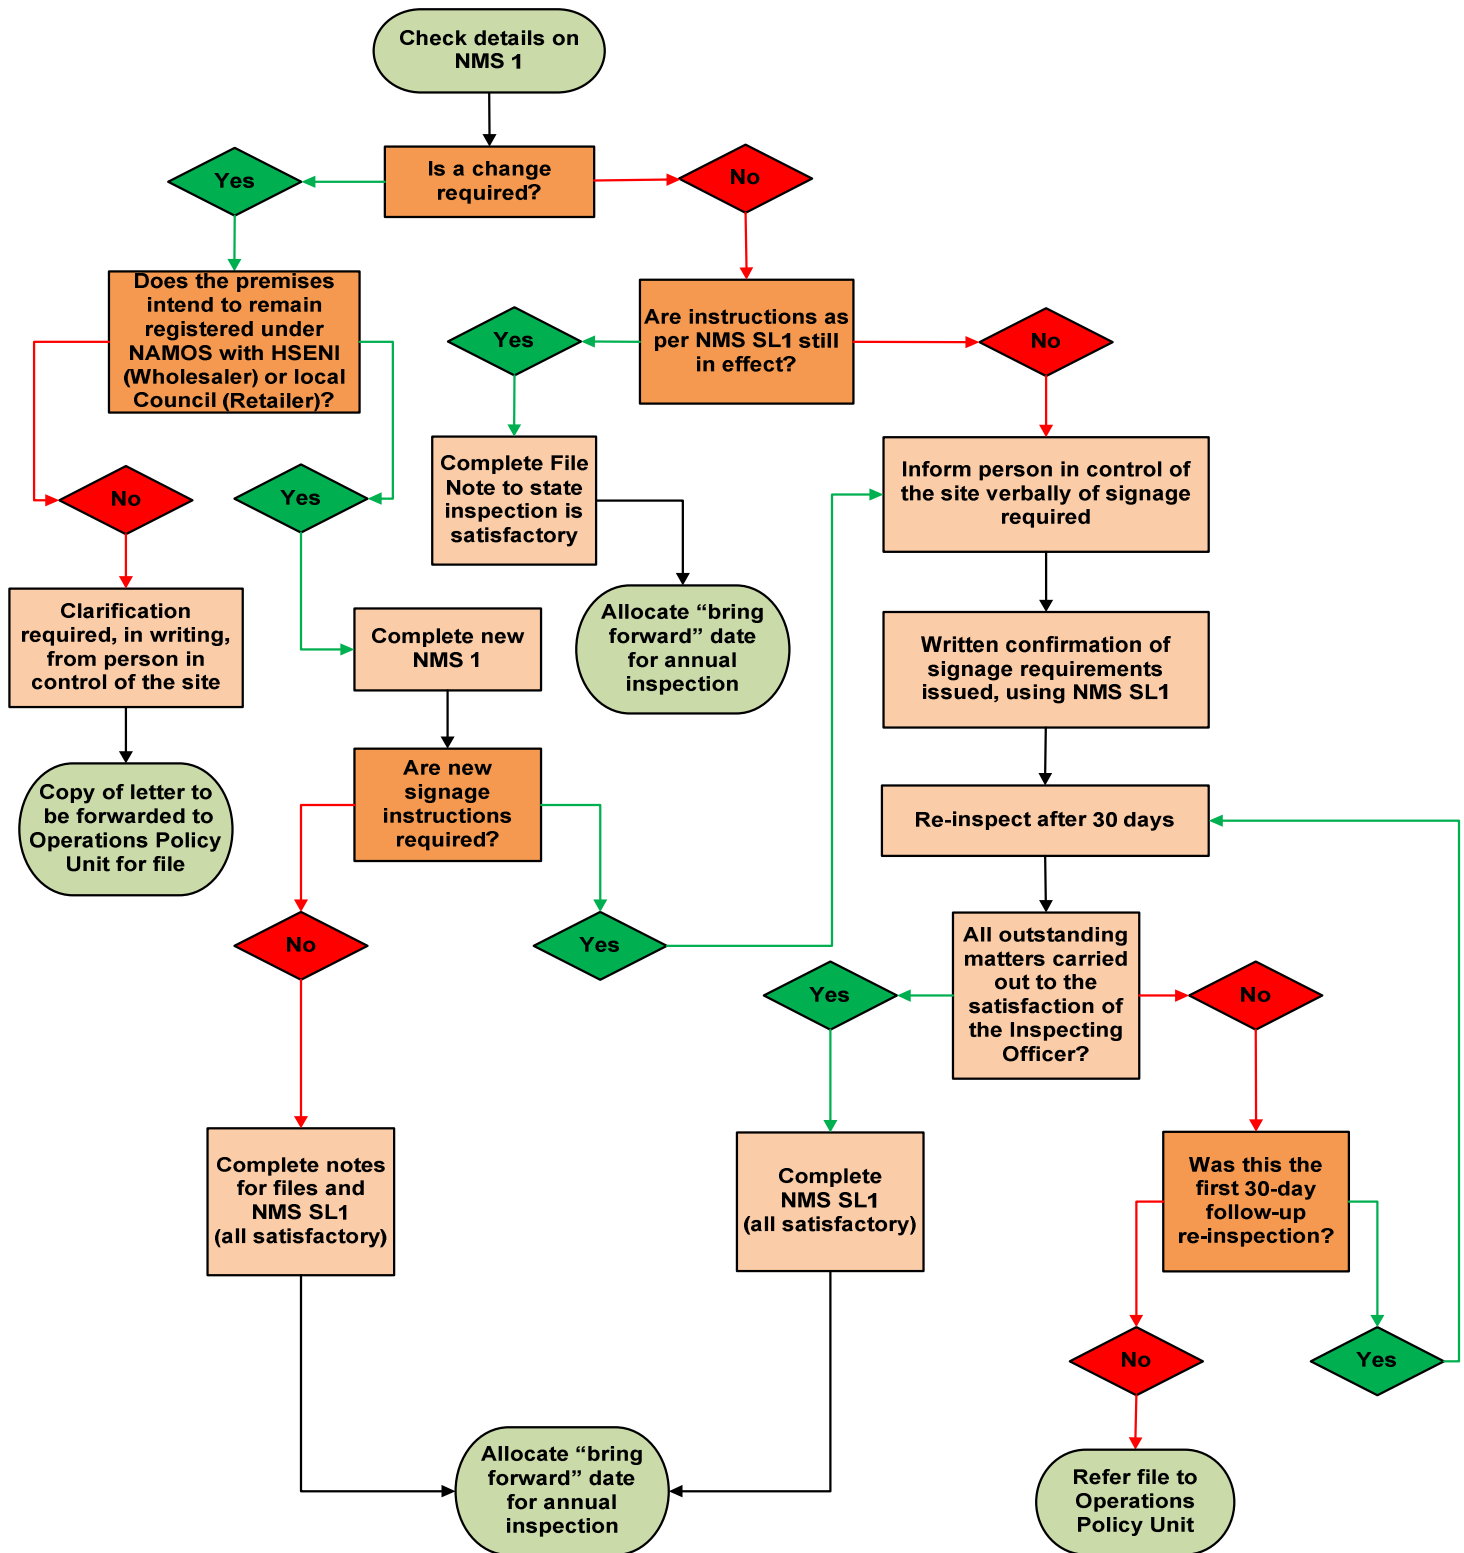 Check details on
NMS 1
Is a change
required?
Yes
No
Does the premises
intend to remain
registered under
NAMOS with HSENI
(Wholesaler) or local
Council (Retailer)?
Are instructions as
per NMS SL1 still
in effect?
Yes
No
No
Yes
Complete File
Note to state
inspection is
satisfactory
Inform person in control of
the site verbally of signage
required
Clarification
required, in writing,
from person in
control of the site
Complete new
NMS 1
Allocate “bring
forward” date
for annual
inspection
Written confirmation of
signage requirements
issued, using NMS SL1
Copy of letter to
be forwarded to
Operations Policy
Unit for file
Are new
signage
instructions
required?
Re-inspect after 30 days
No
Yes
All outstanding
matters carried
out to the
satisfaction of
the Inspecting
Officer?
Yes
No
Complete notes
for files and
NMS SL1
(all satisfactory)
Complete
NMS SL1
(all satisfactory)
Was this the
first 30-day
follow-up
re-inspection?
No
Yes
Allocate “bring
forward” date
for annual
inspection
Refer file to
Operations
Policy Unit